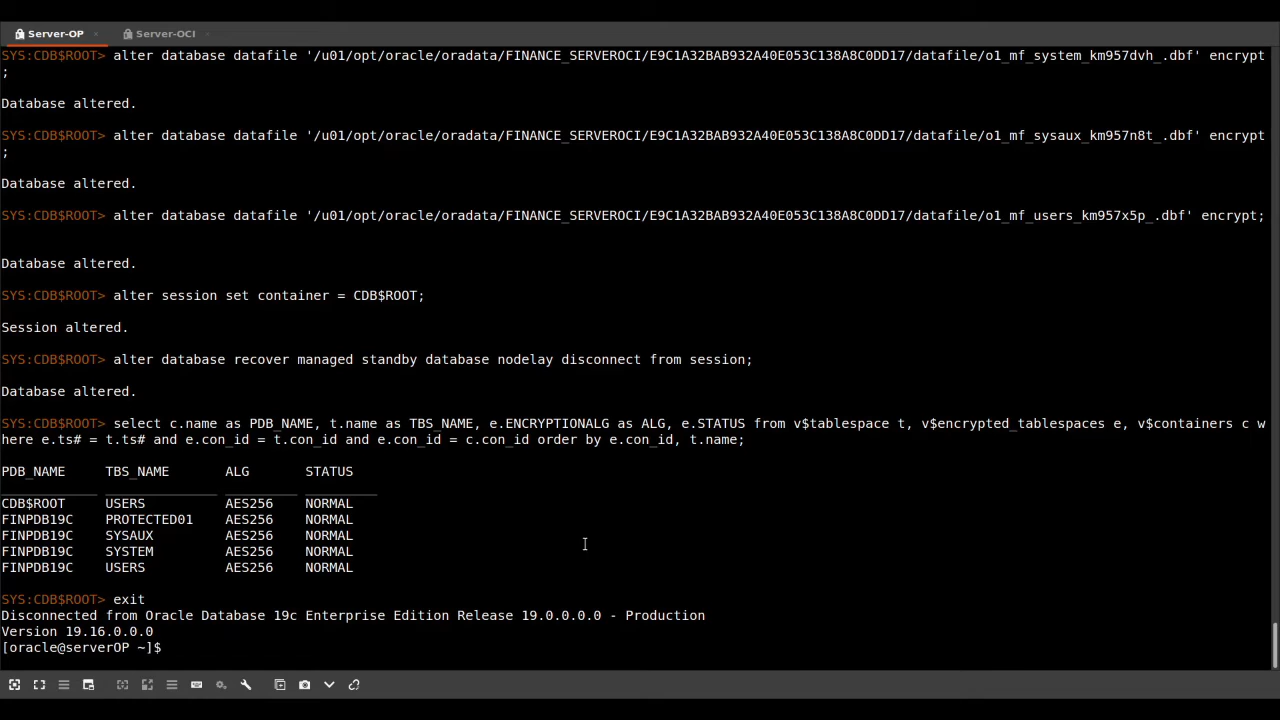 Server-OP × Server-OCI ×
SYS:CDB$ROOT> alter database datafile '/u01/opt/oracle/oradata/FINANCE_SERVEROCI/E9C1A32BAB932A40E053C138A8C0DD17/datafile/o1_mf_system_km957dvh_.dbf' encrypt
;
Database altered.
SYS:CDB$ROOT> alter database datafile '/u01/opt/oracle/oradata/FINANCE_SERVEROCI/E9C1A32BAB932A40E053C138A8C0DD17/datafile/o1_mf_sysaux_km957n8t_.dbf' encrypt
;
Database altered.
SYS:CDB$ROOT> alter database datafile '/u01/opt/oracle/oradata/FINANCE_SERVEROCI/E9C1A32BAB932A40E053C138A8C0DD17/datafile/o1_mf_users_km957x5p_.dbf' encrypt;
Database altered.
SYS:CDB$ROOT> alter session set container = CDB$ROOT;
Session altered.
SYS:CDB$ROOT> alter database recover managed standby database nodelay disconnect from session;
Database altered.
SYS:CDB$ROOT> select c.name as PDB_NAME, t.name as TBS_NAME, e.ENCRYPTIONALG as ALG, e.STATUS from v$tablespace t, v$encrypted_tablespaces e, v$containers c w
here e.ts# = t.ts# and e.con_id = t.con_id and e.con_id = c.con_id order by e.con_id, t.name;
PDB_NAME TBS_NAME ALG STATUS
CDB$ROOT USERS AES256 NORMAL
FINPDB19C PROTECTED01 AES256 NORMAL
FINPDB19C SYSAUX AES256 NORMAL
FINPDB19C SYSTEM AES256 NORMAL
FINPDB19C USERS AES256 NORMAL
SYS:CDB$ROOT> exit
Disconnected from Oracle Database 19c Enterprise Edition Release 19.0.0.0.0 - Production
Version 19.16.0.0.0
[oracle@serverOP ~]$